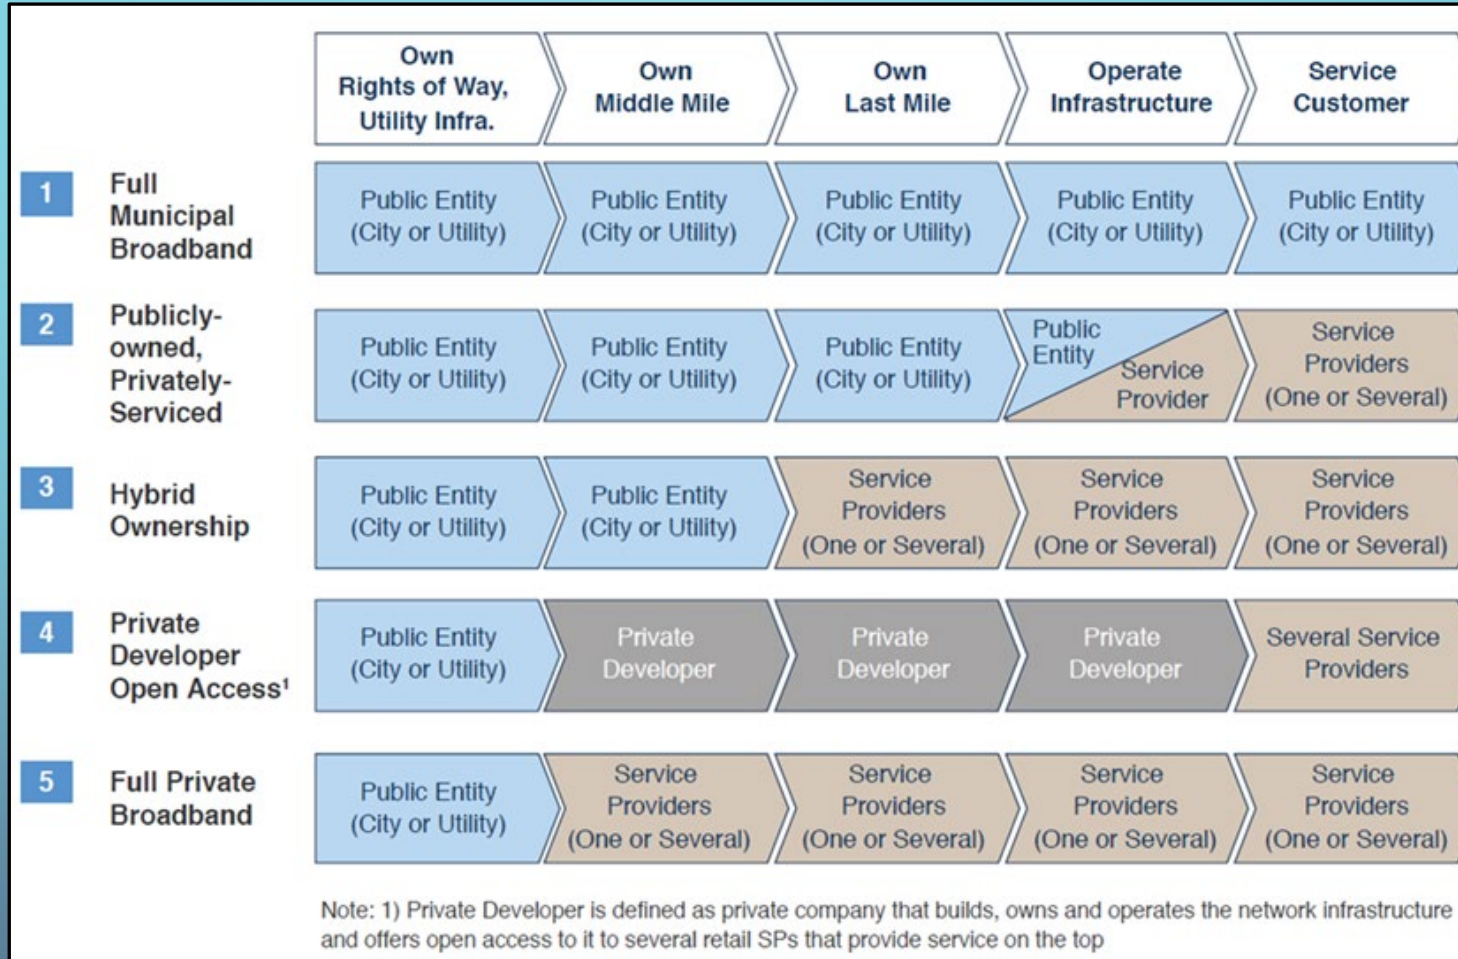 Own
Rights of Way,
Utility Infra.
Own
Middle Mile
Own
Last Mile
Operate
Infrastructure
Service
Customer
1
Full
Municipal
Broadband
Public Entity
(City or Utility)
Public Entity
(City or Utility)
Public Entity
(City or Utility)
Public Entity
(City or Utility)
Public Entity
(City or Utility)
2
Publicly-
owned,
Privately-
Serviced
Public Entity
(City or Utility)
Public Entity
(City or Utility)
Public Entity
(City or Utility)
Public
Entity
Service
Provider
Service
Providers
(One or Several)
3
Hybrid
Ownership
Public Entity
(City or Utility)
Public Entity
(City or Utility)
Service
Providers
(One or Several)
Service
Providers
(One or Several)
Service
Providers
(One or Several)
4
Private
Developer
Open Access¹
Public Entity
(City or Utility)
Private
Developer
Private
Developer
Private
Developer
Several Service
Providers
5
Full Private
Broadband
Public Entity
(City or Utility)
Service
Providers
(One or Several)
Service
Providers
(One or Several)
Service
Providers
(One or Several)
Service
Providers
(One or Several)
Note: 1) Private Developer is defined as private company that builds, owns and operates the network infrastructure
and offers open access to it to several retail SPs that provide service on the top